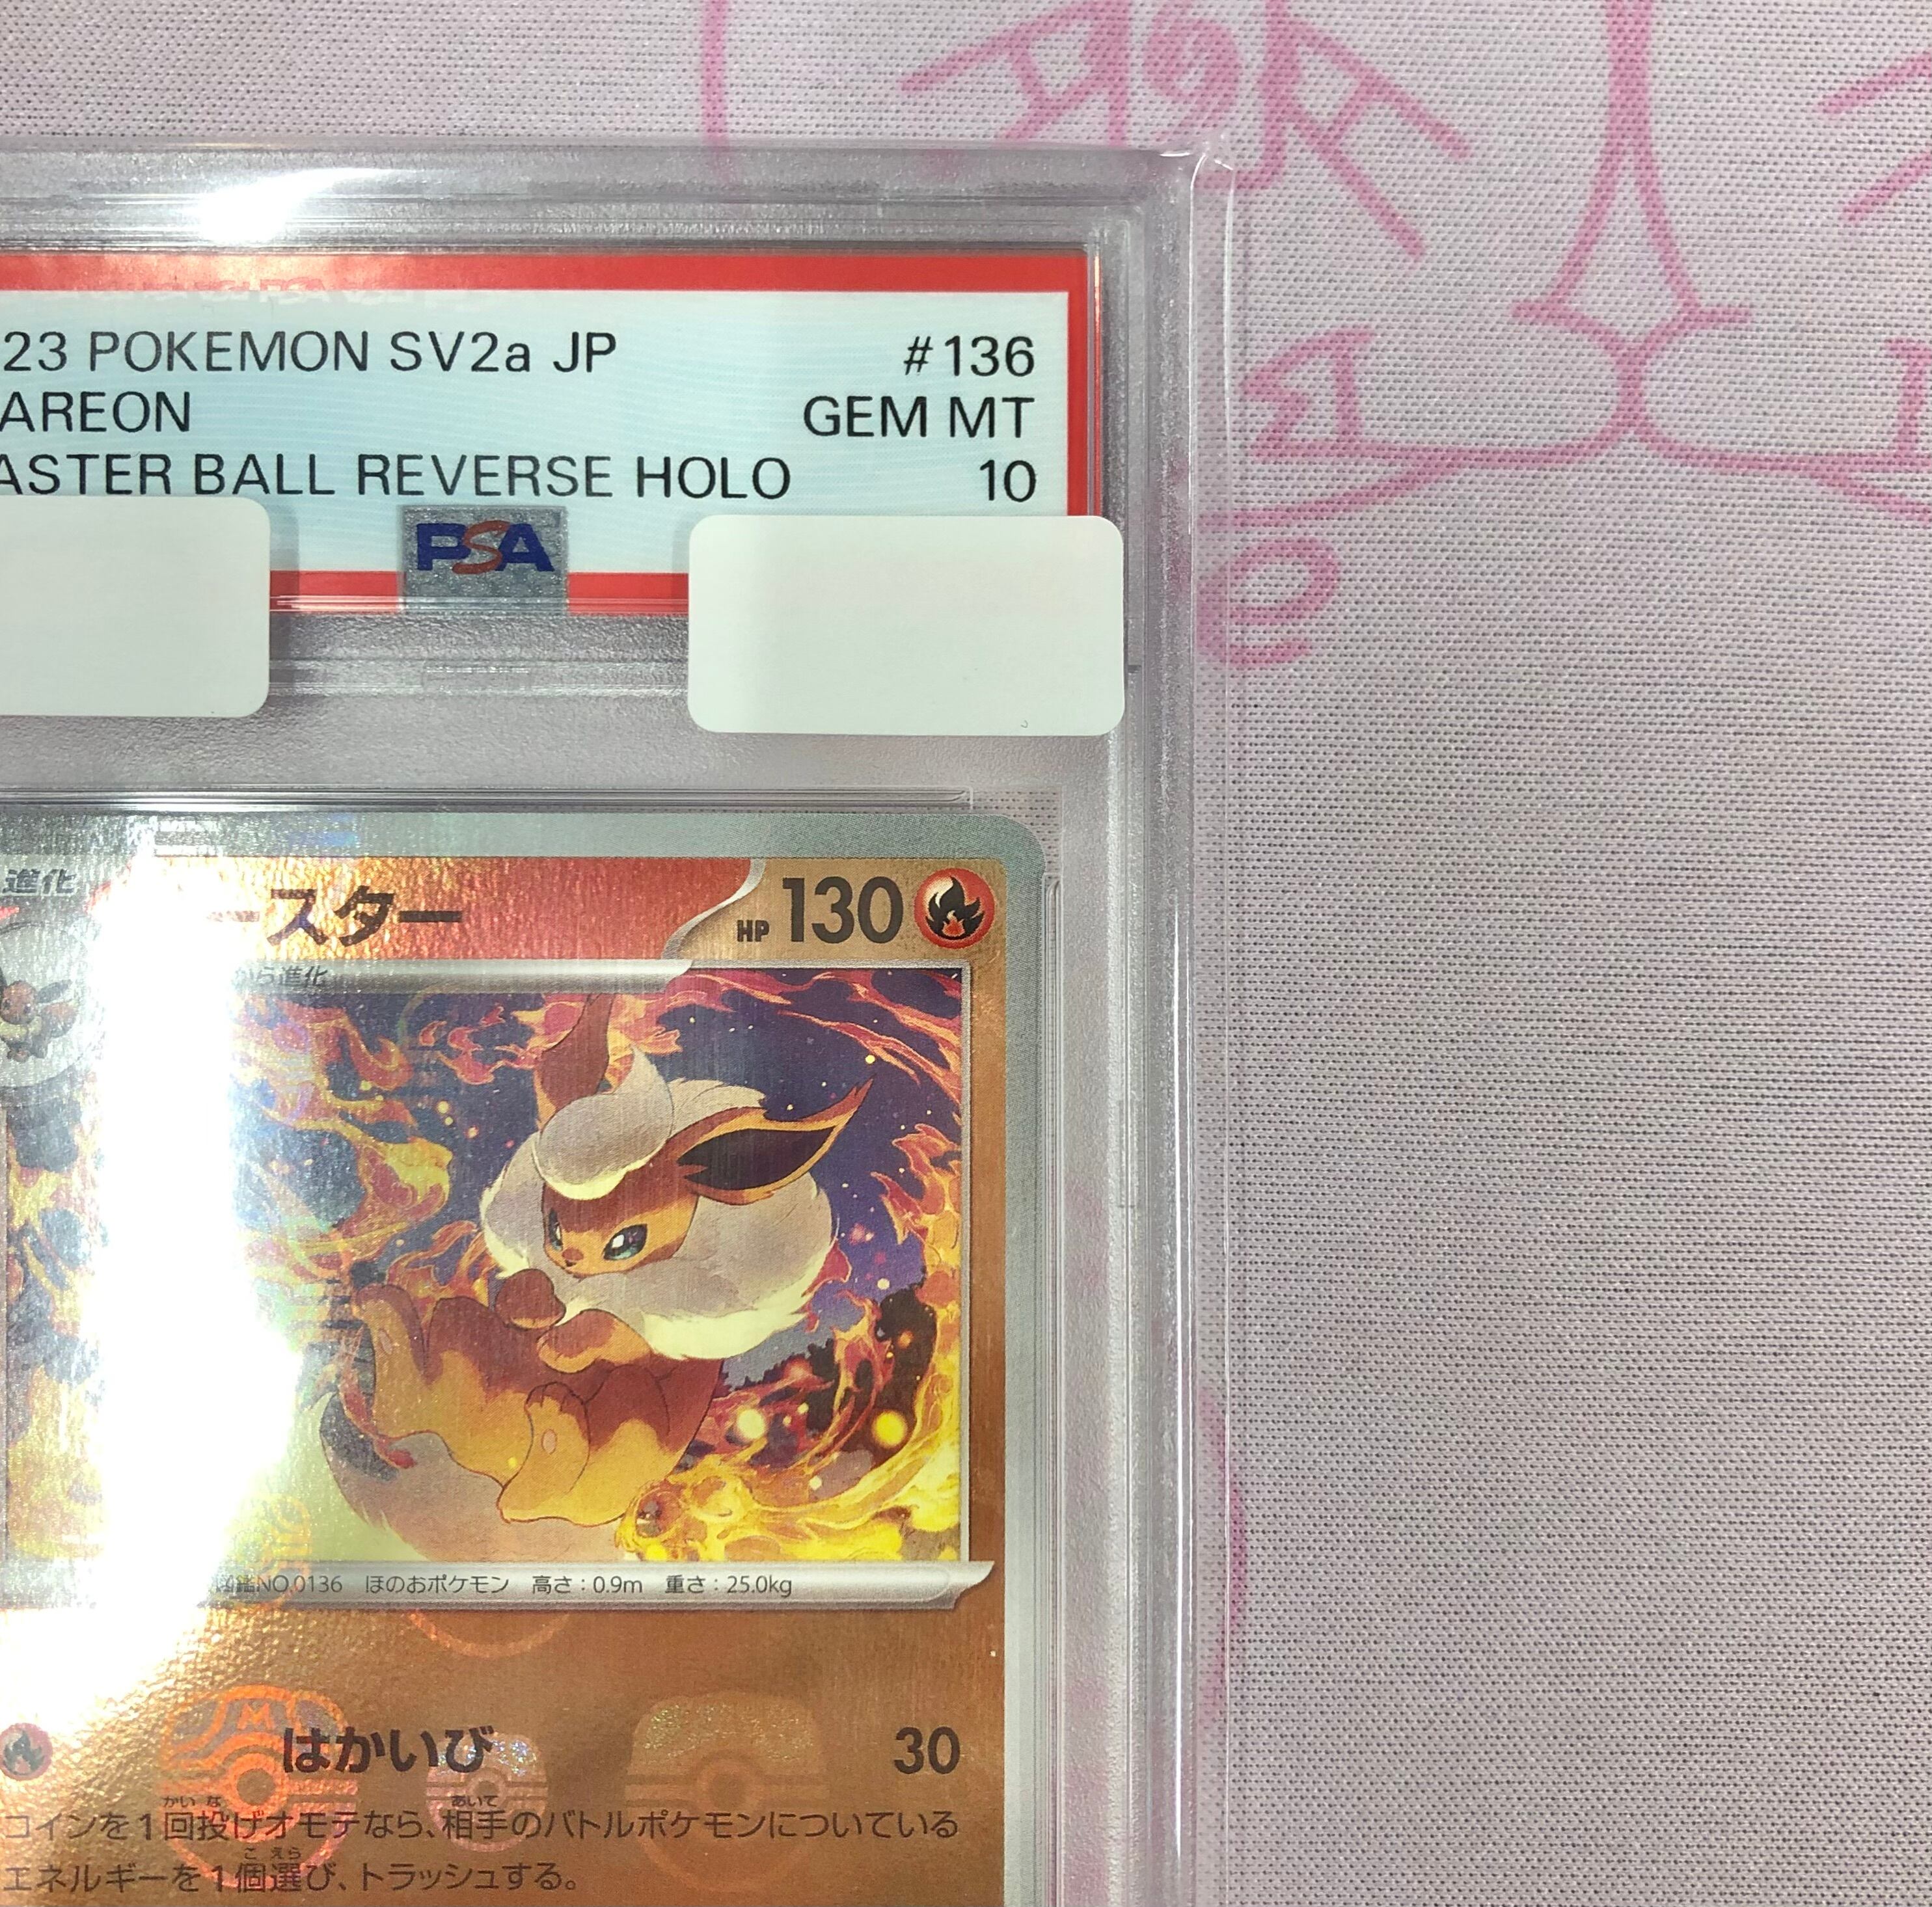 23 POKEMON SV2a JP #136
AREON GEM MT
ASTER BALL REVERSE HOLO 10
PSA
進化
ースター HP 130
から進化
NO.0136 ほのおポケモン 高さ：0.9m 重さ：25.0kg
はかいび 30
コインを1回投げオモテなら、相手のバトルポケモンについている
エネルギーを1個選び、トラッシュする。